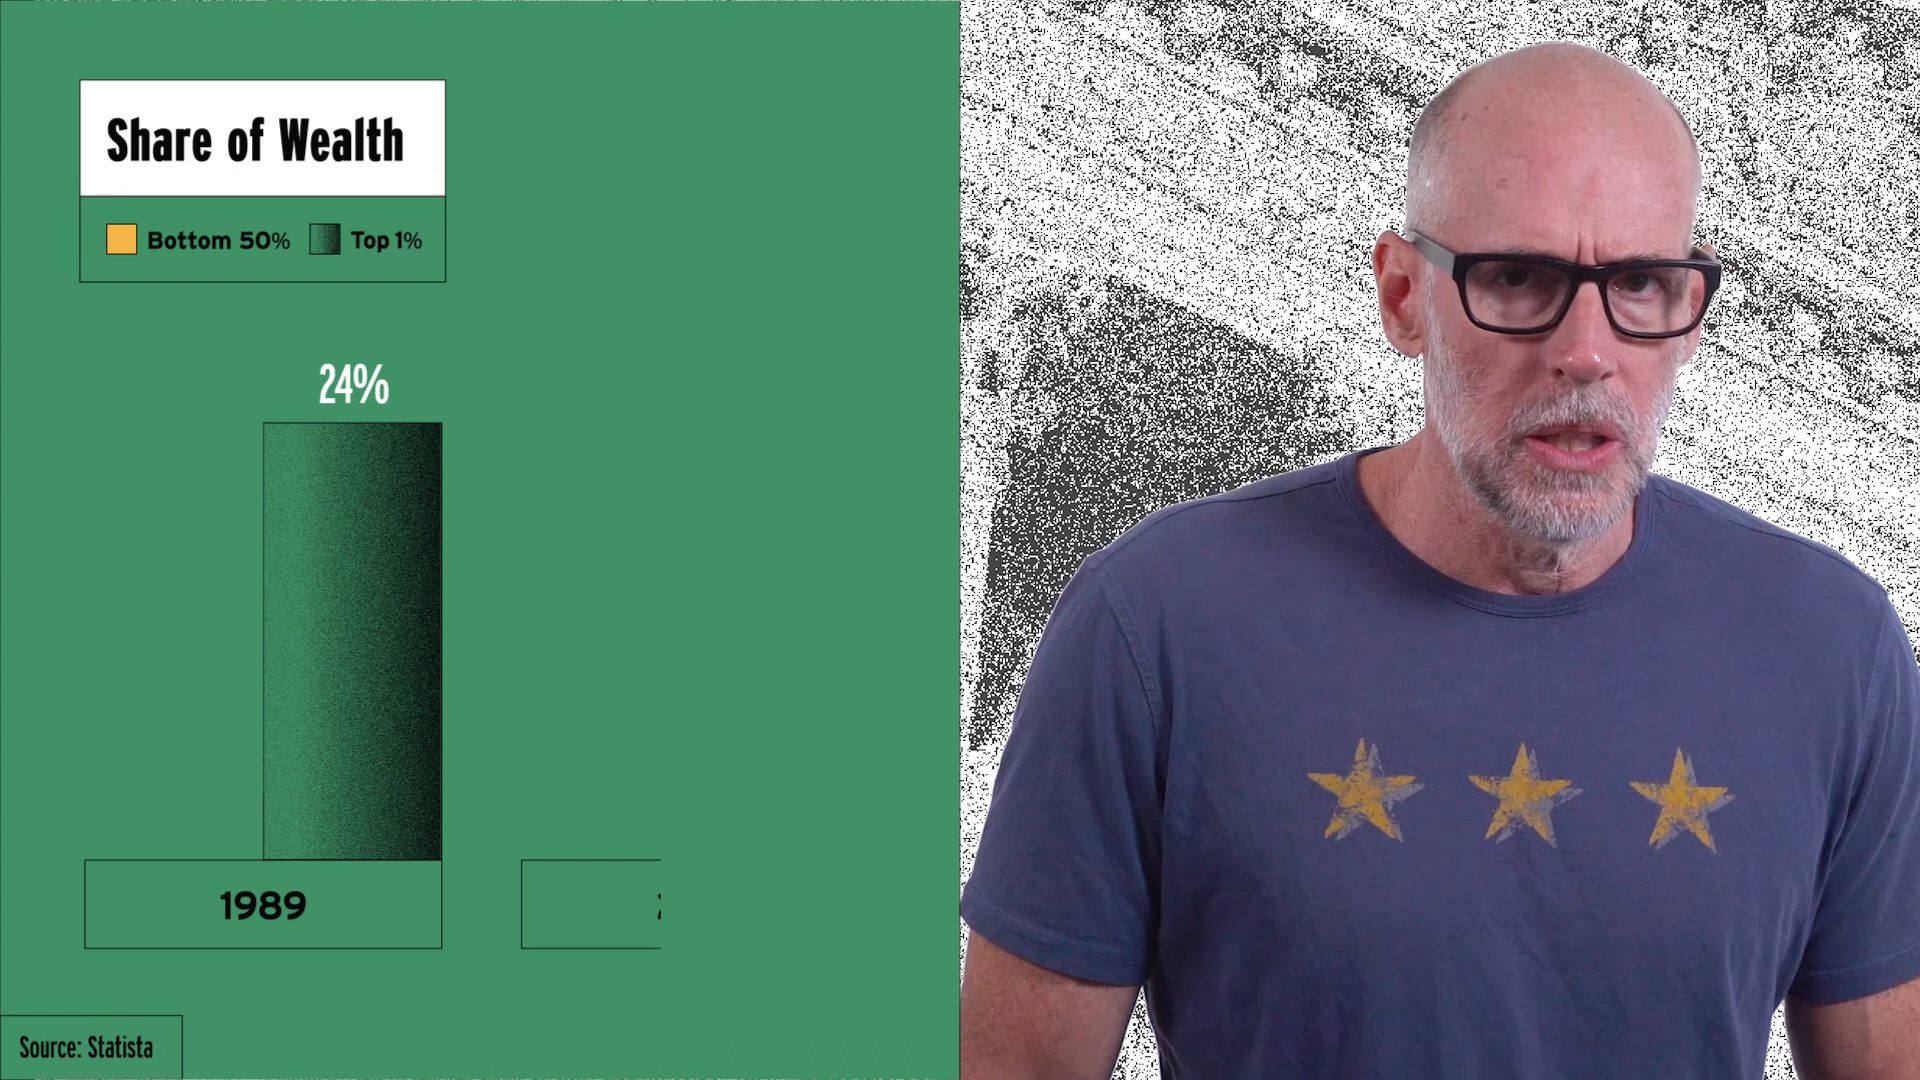 Share of Wealth
Bottom 50% Top 1%
24%
1989
Source: Statista